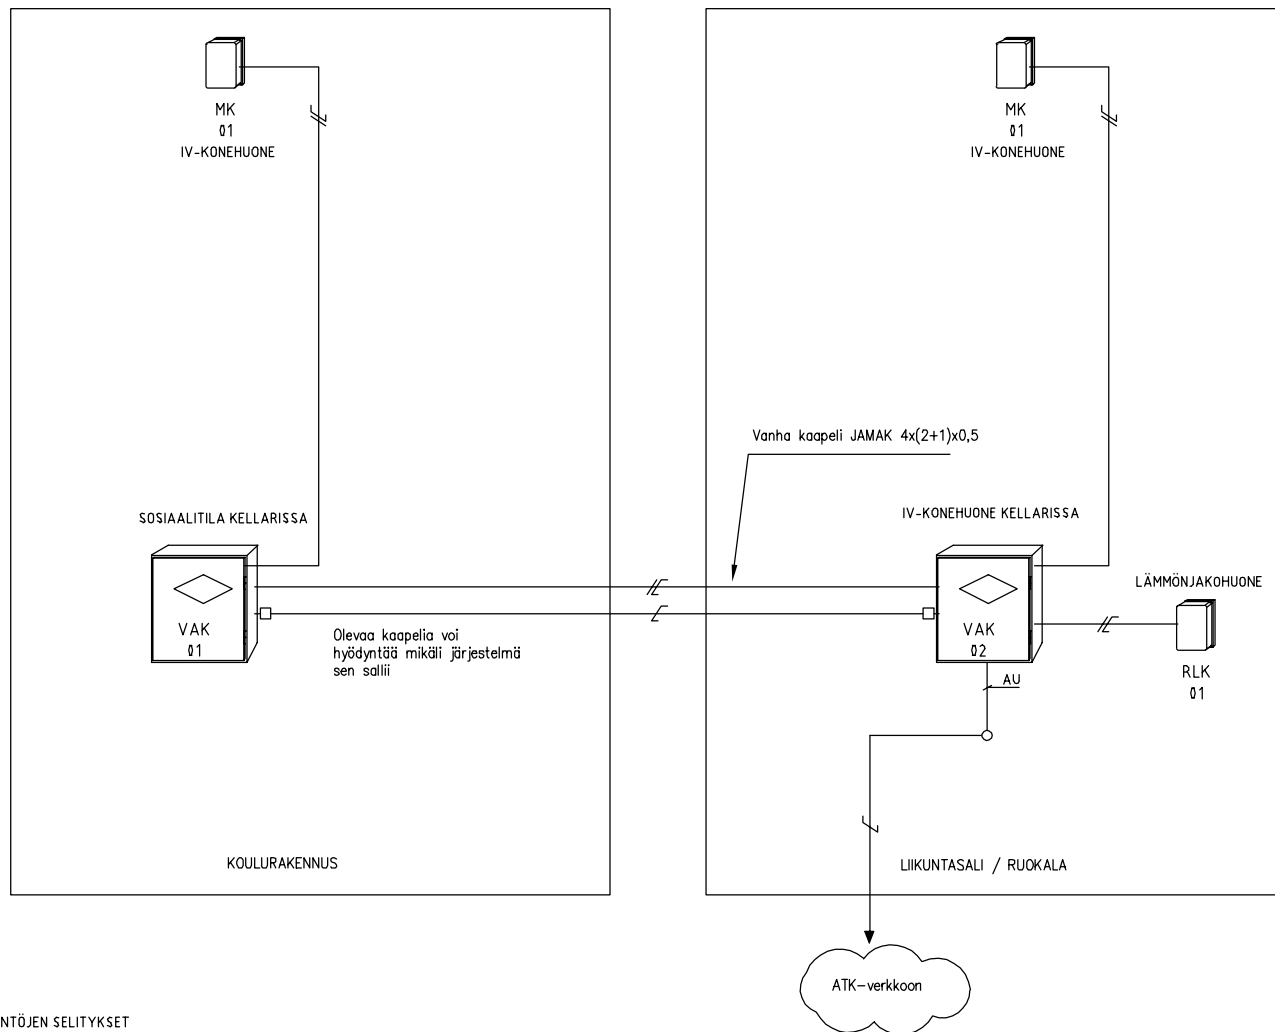 MK
01
IV-KONEHUONE
MK
01
IV-KONEHUONE
Vanha kaapeli JAMAK 4x(2+1)x0,5
SOSIAALITILA KELLARISSA
IV-KONEHUONE KELLARISSA
LÄMMÖNJAKOHUONE
VAK
01
Olevaa kaapelia voi
hyödyntää mikäli järjestelmä
sen sallii
VAK
02
AU
RLK
01
KOULURAKENNUS
LIIKUNTASALI / RUOKALA
ATK-verkkoon
NTÖJEN SELITYKSET